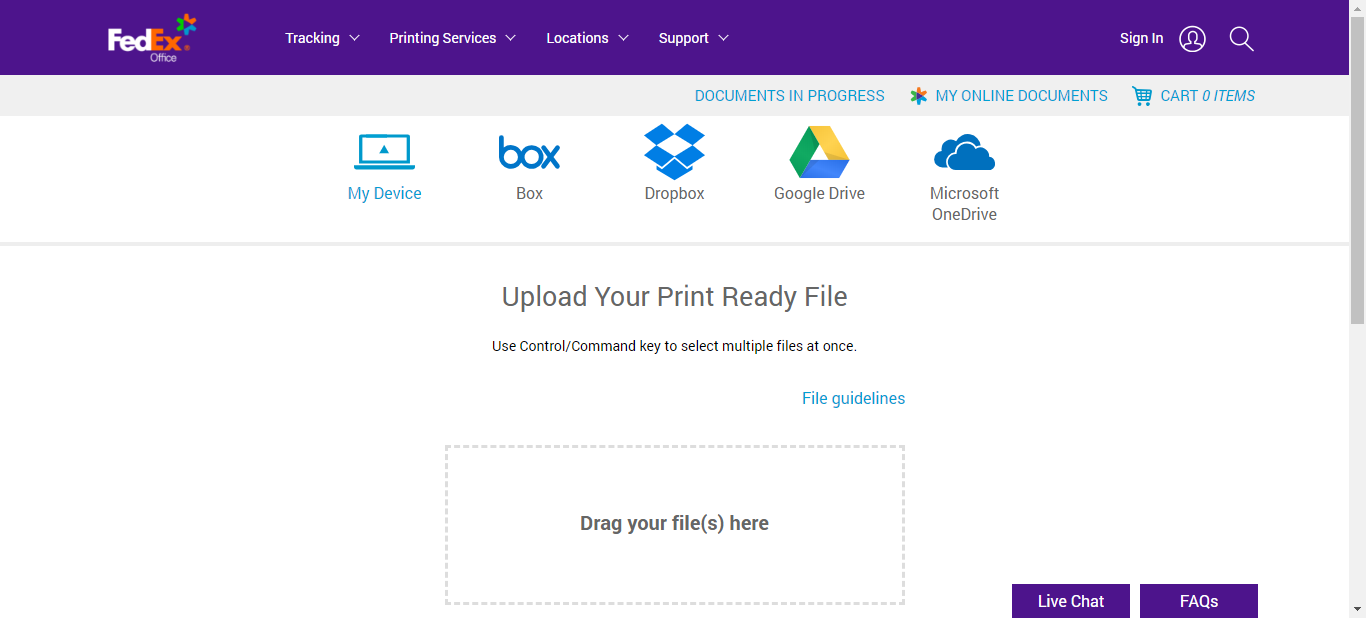 FedEx Office
Tracking
Printing Services
Locations
Support
Sign In
DOCUMENTS IN PROGRESS
MY ONLINE DOCUMENTS
CART 0 ITEMS
My Device
box
Box
Dropbox
Google Drive
Microsoft
OneDrive
Upload Your Print Ready File
Use Control/Command key to select multiple files at once.
File guidelines
Drag your file(s) here
Live Chat
FAQs